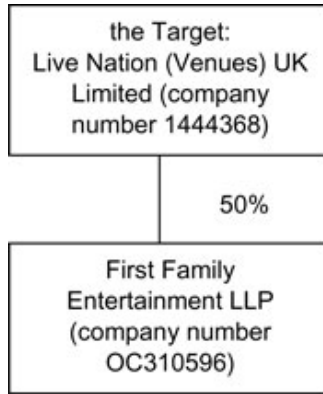 the Target:
Live Nation (Venues) UK
Limited (company
number 1444368)
50%
First Family
Entertainment LLP
(company number
OC310596)